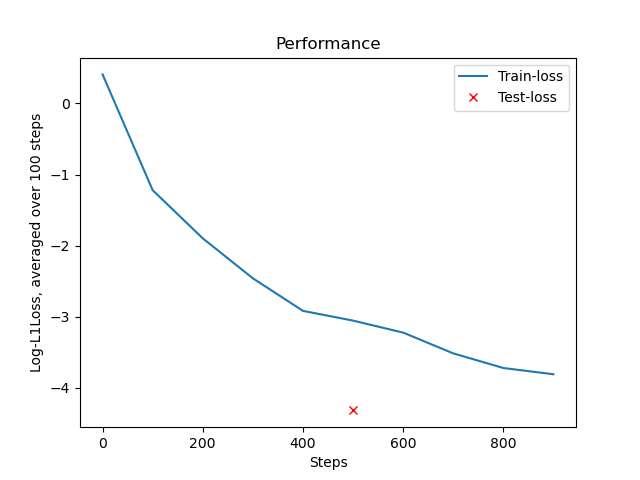 Performance
Train-loss
Test-loss
Log-L1Loss, averaged over 100 steps
0
−1
−2
−3
−4
0 200 400 600 800
Steps